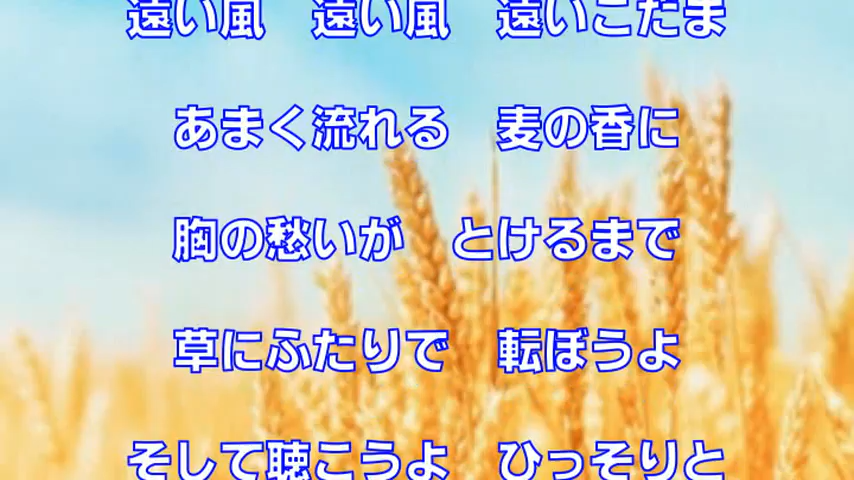 遠い風　遠い風　遠いこだま
あまく流れる　麦の香に
胸の愁いが　とけるまで
草にふたりで　転ぼうよ
そして聴こうよ　ひっそりと